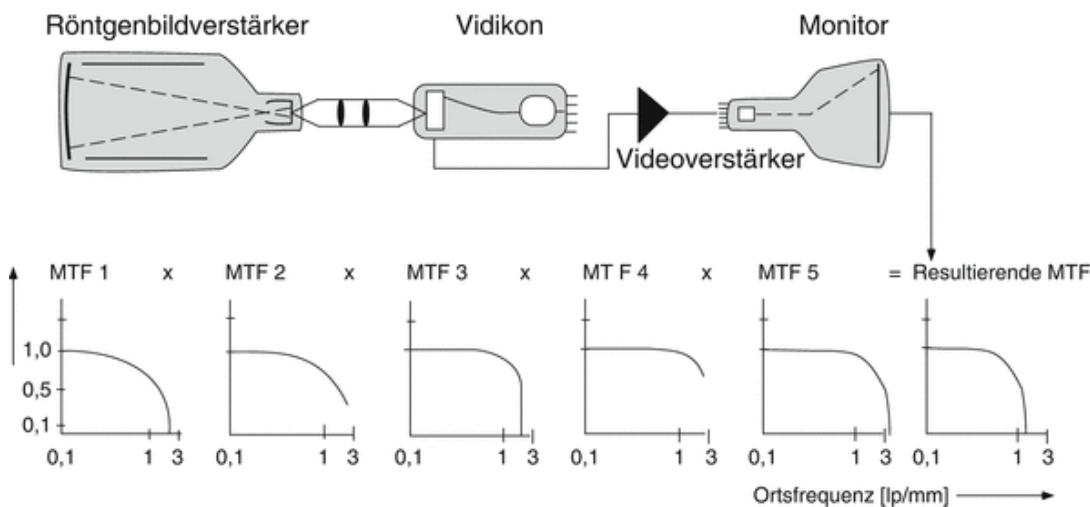 Röntgenbildverstärker Vidikon Monitor
Videoverstärker
MTF 1 x MTF 2 x MTF 3 x MT F 4 x MTF 5 = Resultierende MTF
1,0
0,5
0,1
0,1 1 3 0,1 1 3 0,1 1 3 0,1 1 3 0,1 1 3 0,1 1 3
Ortsfrequenz [lp/mm]